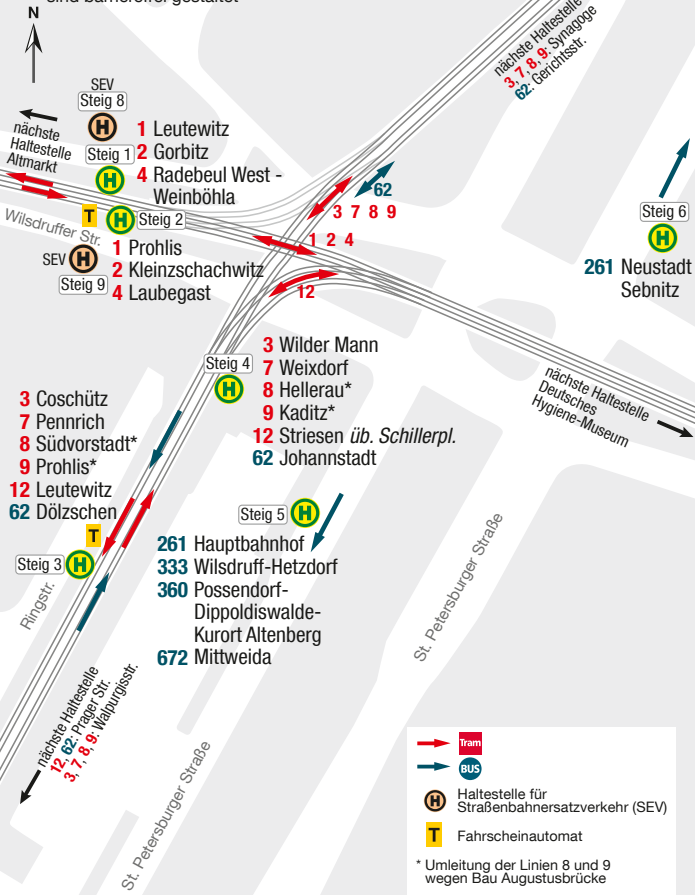 sind barrierefrei gestaltet
N
nächste Haltestelle
3, 7, 8, 9: Synagoge
62: Gerichtsstr.
SEV
Steig 8
H
nächste
Haltestelle
Altmarkt
Steig 1
H
1 Leutewitz
2 Gorbitz
4 Radebeul West -
Weinböhla
T
H
Steig 2
Wilsdruffer Str.
SEV
H
Steig 9
1 Prohlis
2 Kleinzschachwitz
4 Laubegast
62
3 7 8 9
1 2 4
12
Steig 6
H
261 Neustadt
Sebnitz
Steig 4
H
3 Wilder Mann
7 Weixdorf
8 Hellerau*
9 Kaditz*
12 Striesen üb. Schillerpl.
62 Johannstadt
nächste Haltestelle
Deutsches
Hygiene-Museum
3 Coschütz
7 Pennrich
8 Südvorstadt*
9 Prohlis*
12 Leutewitz
62 Dölzschen
T
Steig 3
H
Ringstr.
Steig 5
H
261 Hauptbahnhof
333 Wilsdruff-Hetzdorf
360 Possendorf-
Dippoldiswalde-
Kurort Altenberg
672 Mittweida
St. Petersburger Straße
nächste Haltestelle
12, 62: Prager Str.
3, 7, 8, 9: Walpurgisstr.
St. Petersburger Straße
Tram
BUS
H
Haltestelle für
Straßenbahnersatzverkehr (SEV)
T
Fahrscheinautomat
* Umleitung der Linien 8 und 9
wegen Bau Augustusbrücke